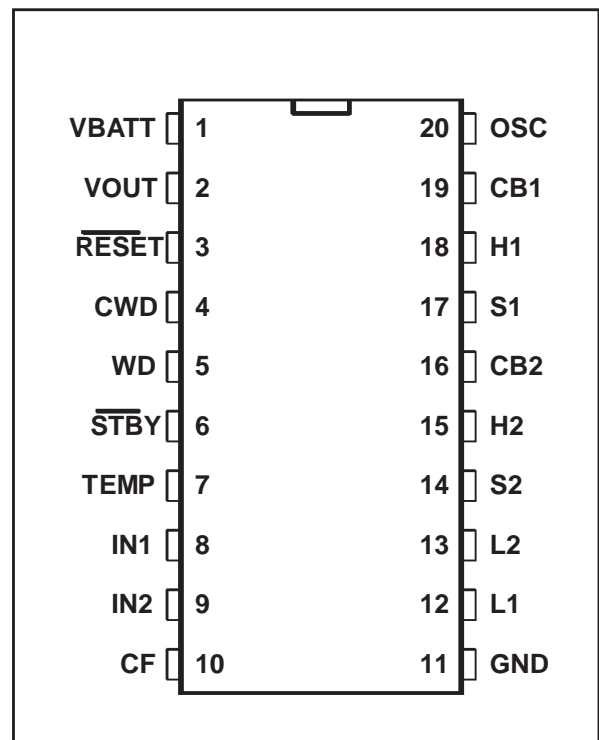 VBATT 1 20 OSC
VOUT 2 19 CB1
RESET 3 18 H1
CWD 4 17 S1
WD 5 16 CB2
STBY 6 15 H2
TEMP 7 14 S2
IN1 8 13 L2
IN2 9 12 L1
CF 10 11 GND